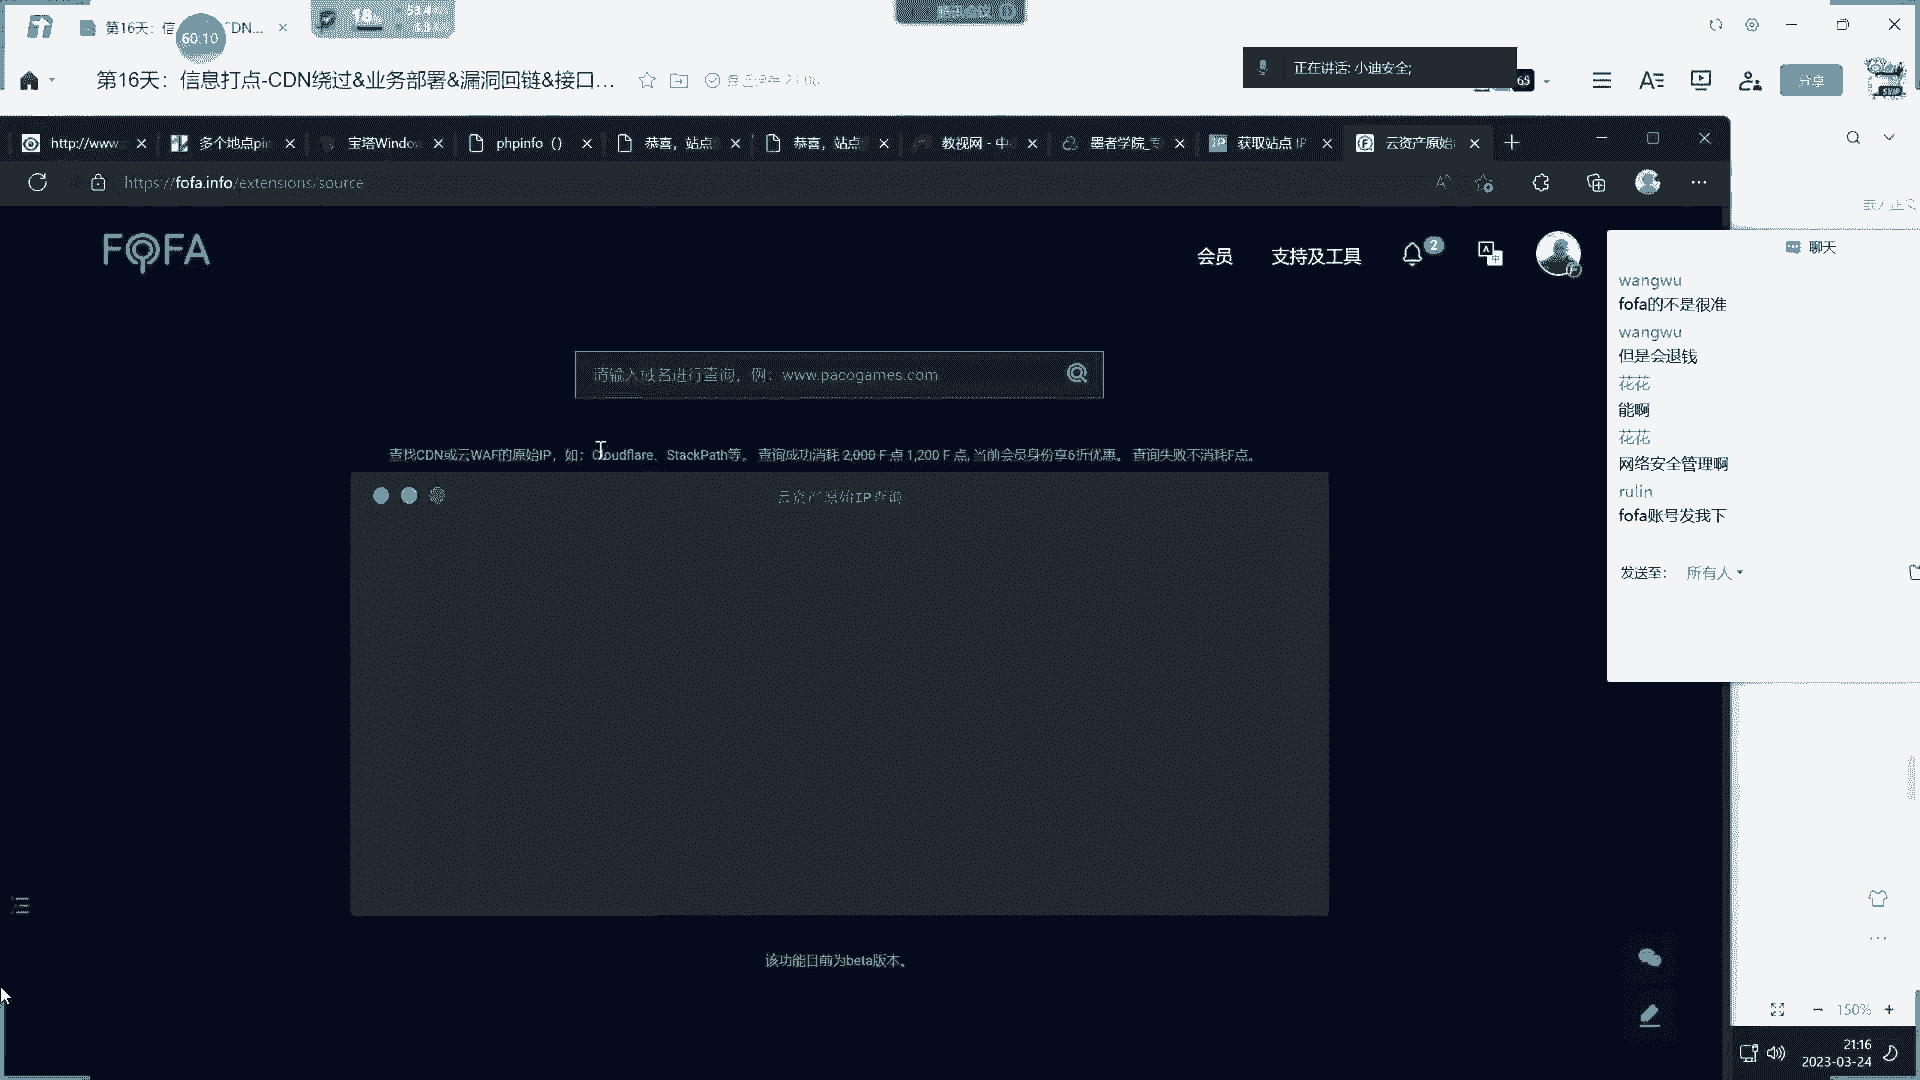 第16天：信
DN...
60:10
18
第16天：信息打点-CDN绕过&业务部署&漏洞回链&接口...
正在讲话: 小迪安全;
65
分享
http://www
多个地点pin
宝塔Windo
phpinfo ()
恭喜，站点
恭喜，站点
教视网 - 中
墨者学院_专
获取站点 IP
云资产原始
https://fofa.info/extensions/source
FOFA
会员
支持及工具
2
请输入域名进行查询，例：www.pacogames.com
查找CDN或云WAF的原始IP，如：Cloudflare、StackPath等。 查询成功消耗 2,000 F 点 1,200 F 点, 当前会员身份享6折优惠。 查询失败不消耗F点。
云资产原始IP查询
该功能目前为beta版本。
聊天
wangwu
fofa的不是很准
wangwu
但是会退钱
花花
能啊
花花
网络安全管理啊
rulin
fofa账号发我下
发送至：
所有人
150%
21:16
2023-03-24